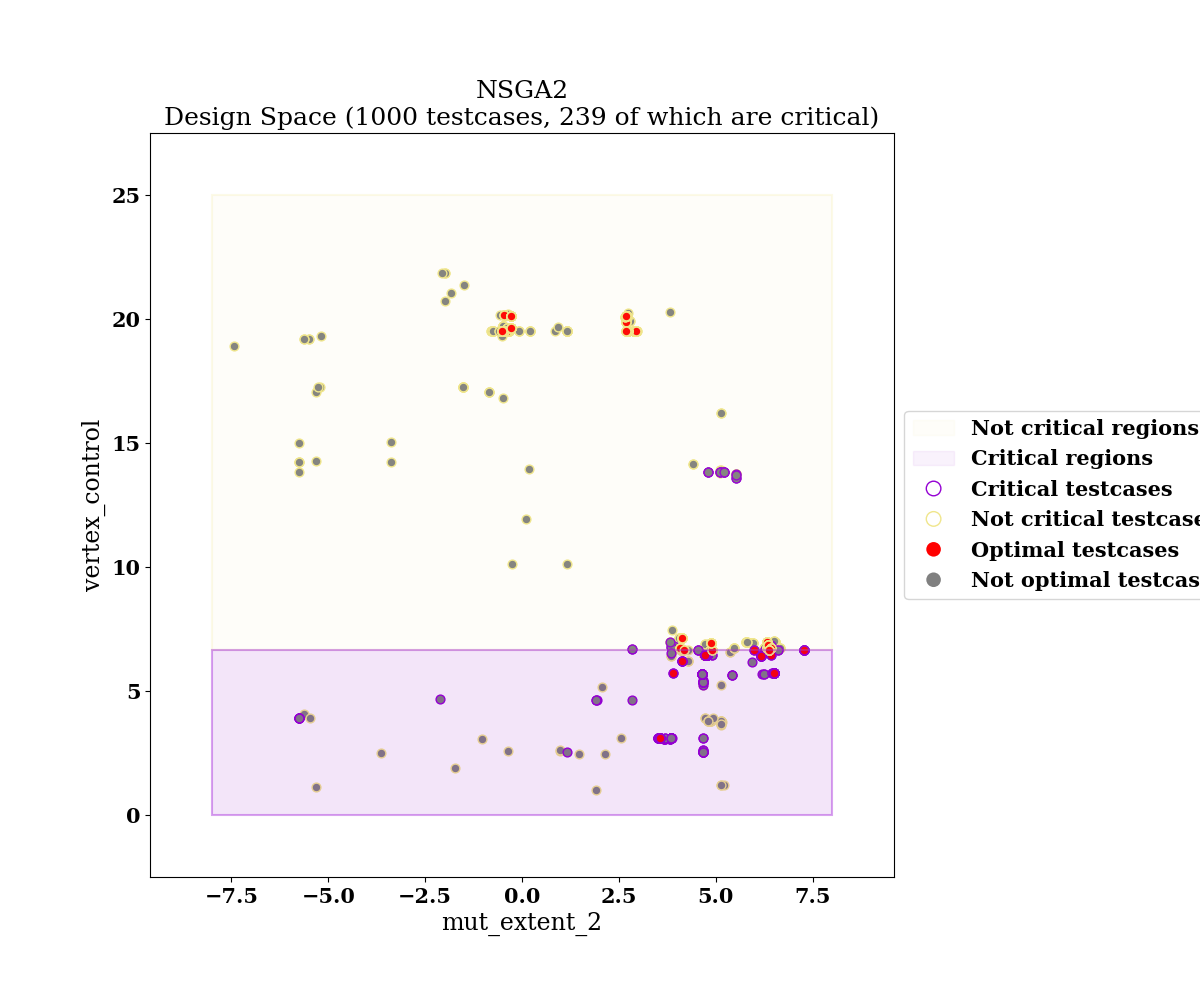 NSGA2
Design Space (1000 testcases, 239 of which are critical)
25
20
15
10
5
0
vertex_control
−7.5
−5.0
−2.5
0.0
2.5
5.0
7.5
mut_extent_2
Not critical regions
Critical regions
Critical testcases
Not critical testcase
Optimal testcases
Not optimal testcas